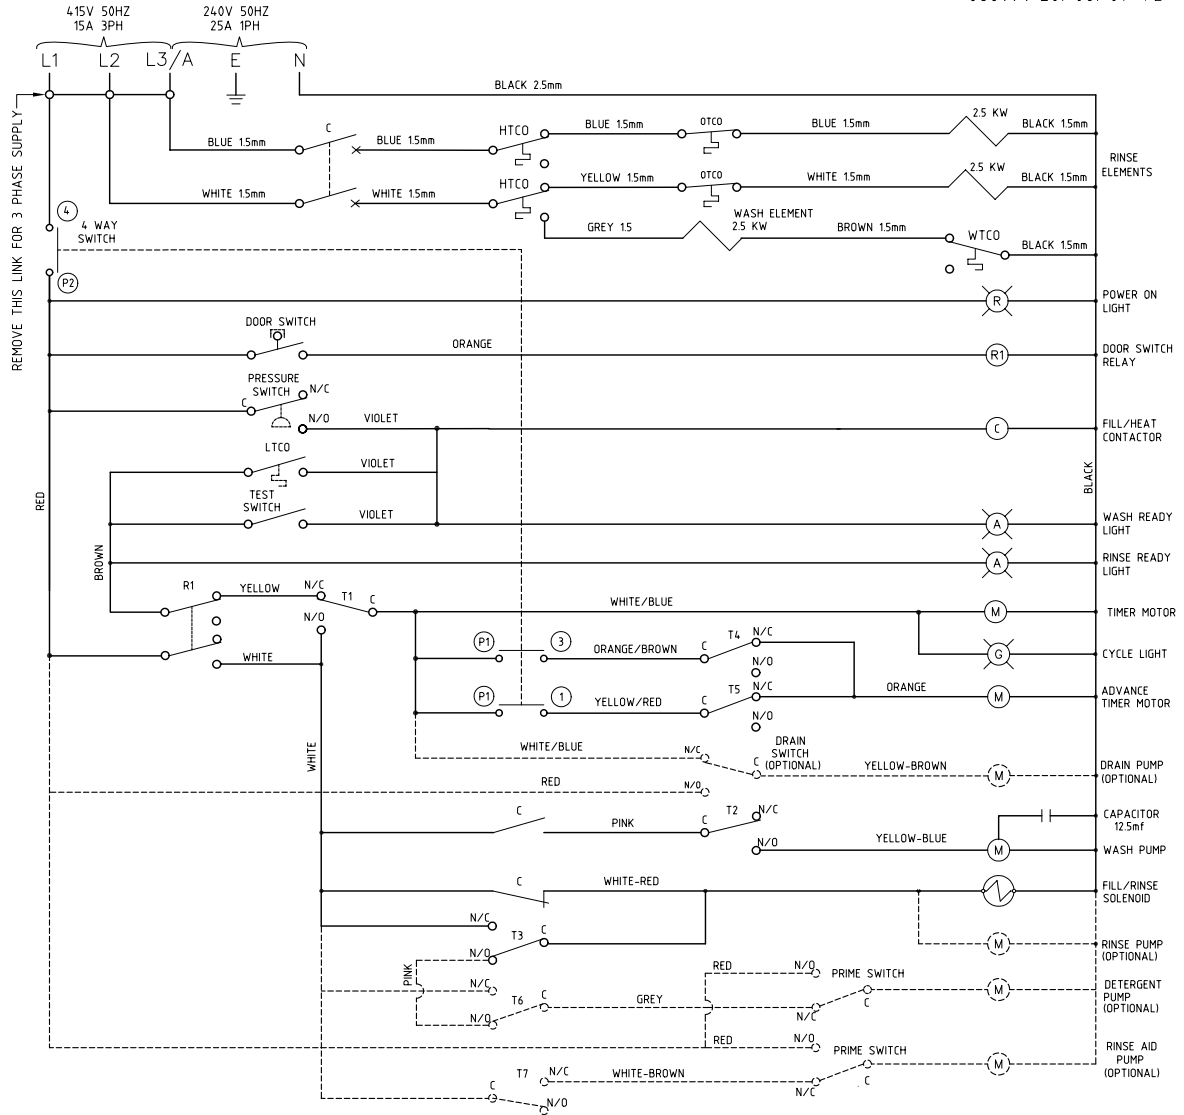 415V 50HZ
15A 3PH
240V 50HZ
25A 1PH
L1
L2
L3/A
E
N
BLACK 2.5mm
REMOVE THIS LINK FOR 3 PHASE SUPPLY
BLUE 1.5mm
C
BLUE 1.5mm
HTCO
BLUE 1.5mm
OTCO
BLUE 1.5mm
2.5 KW
BLACK 1.5mm
RINSE
ELEMENTS
WHITE 1.5mm
WHITE 1.5mm
HTCO
YELLOW 1.5mm
OTCO
WHITE 1.5mm
2.5 KW
BLACK 1.5mm
4
4 WAY
SWITCH
P2
GREY 1.5
WASH ELEMENT
2.5 KW
BROWN 1.5mm
WTCO
BLACK 1.5mm
R
POWER ON
LIGHT
DOOR SWITCH
ORANGE
R1
DOOR SWITCH
RELAY
PRESSURE
SWITCH
C
N/C
N/O
VIOLET
C
FILL/HEAT
CONTACTOR
LTCO
VIOLET
BLACK
RED
TEST
SWITCH
VIOLET
A
WASH READY
LIGHT
BROWN
A
RINSE READY
LIGHT
R1
YELLOW
N/C
T1
C
N/O
WHITE/BLUE
M
TIMER MOTOR
WHITE
P1
3
ORANGE/BROWN
C
T4
N/C
N/O
G
CYCLE LIGHT
P1
1
YELLOW/RED
C
T5
N/C
N/O
ORANGE
M
ADVANCE
TIMER MOTOR
WHITE
WHITE/BLUE
N/C
DRAIN
SWITCH
(OPTIONAL)
C
YELLOW-BROWN
M
DRAIN PUMP
(OPTIONAL)
RED
N/O
C
PINK
C
T2
N/C
N/O
YELLOW-BLUE
CAPACITOR
12.5mf
M
WASH PUMP
C
WHITE-RED
FILL/RINSE
SOLENOID
N/C
T3
C
N/O
M
RINSE PUMP
(OPTIONAL)
PINK
RED
N/O
PRIME SWITCH
N/C
T6
C
N/O
GREY
N/C
C
M
DETERGENT
PUMP
(OPTIONAL)
RED
N/O
PRIME SWITCH
RINSE AID
PUMP
(OPTIONAL)
C
T7
N/C
N/O
WHITE-BROWN
N/C
C
M